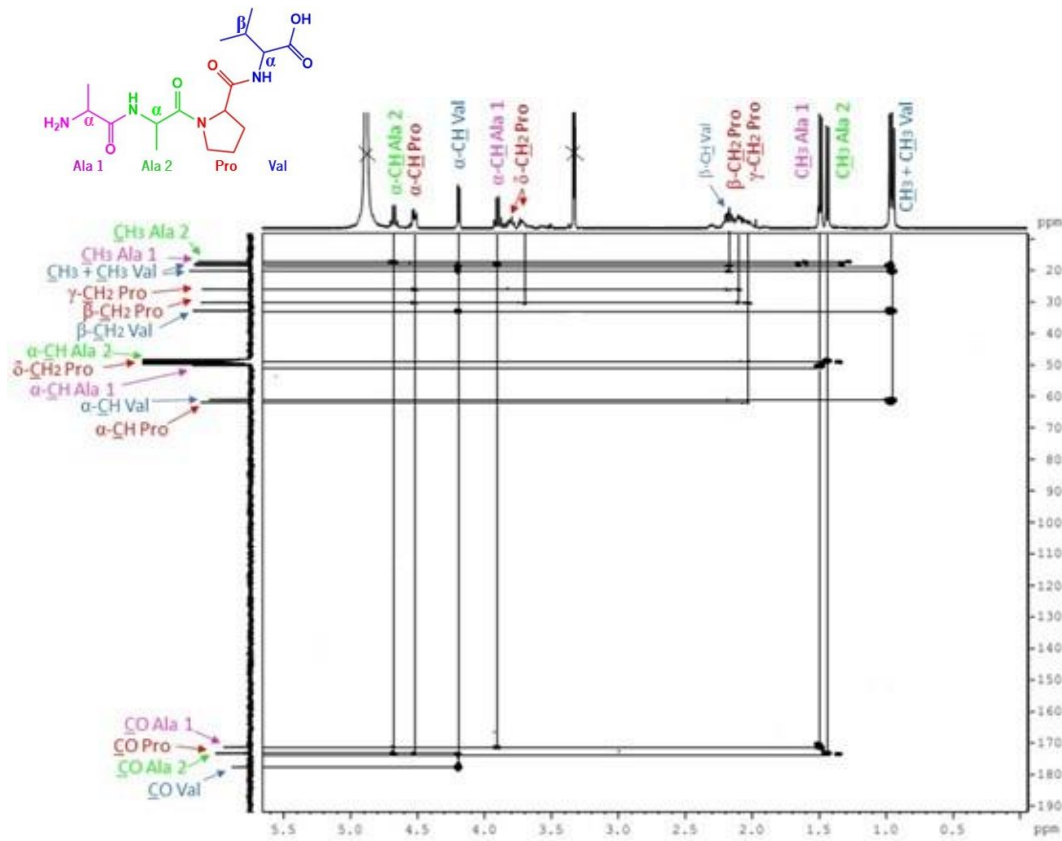 β
OH
α
O
O
NH
H
N
α
O
N
H2N
α
O
Ala 1
Ala 2
Pro
Val
α-CH Ala 2
α-CH Pro
α-CH Val
α-CH Ala 1
δ-CH2 Pro
β-CH Val
β-CH2 Pro
γ-CH2 Pro
CH3 Ala 1
CH3 Ala 2
CH3 + CH3 Val
CH3 Ala 2
CH3 Ala 1
CH3 + CH3 Val
γ-CH2 Pro
β-CH2 Pro
β-CH2 Val
α-CH Ala 2
δ-CH2 Pro
α-CH Ala 1
α-CH Val
α-CH Pro
CO Ala 1
CO Pro
CO Ala 2
CO Val
ppm
20
30
40
50
60
70
80
90
100
110
120
130
140
150
160
170
180
190
5.5 5.0 4.5 4.0 3.5 3.0 2.5 2.0 1.5 1.0 0.5 ppm